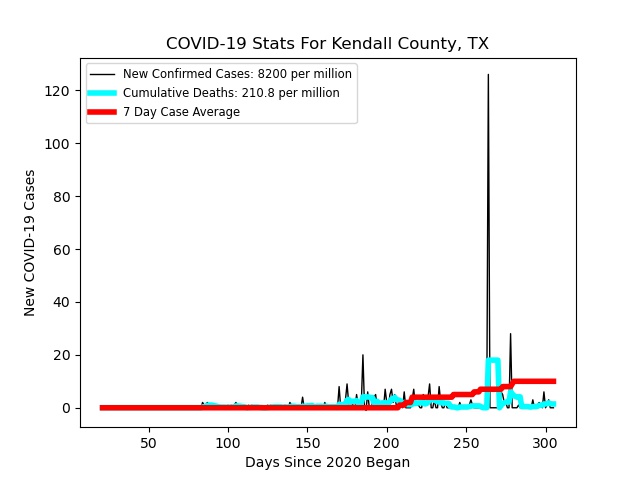 COVID-19 Stats For Kendall County, TX
New Confirmed Cases: 8200 per million
Cumulative Deaths: 210.8 per million
7 Day Case Average
New COVID-19 Cases
120
100
80
60
40
20
0
50 100 150 200 250 300
Days Since 2020 Began